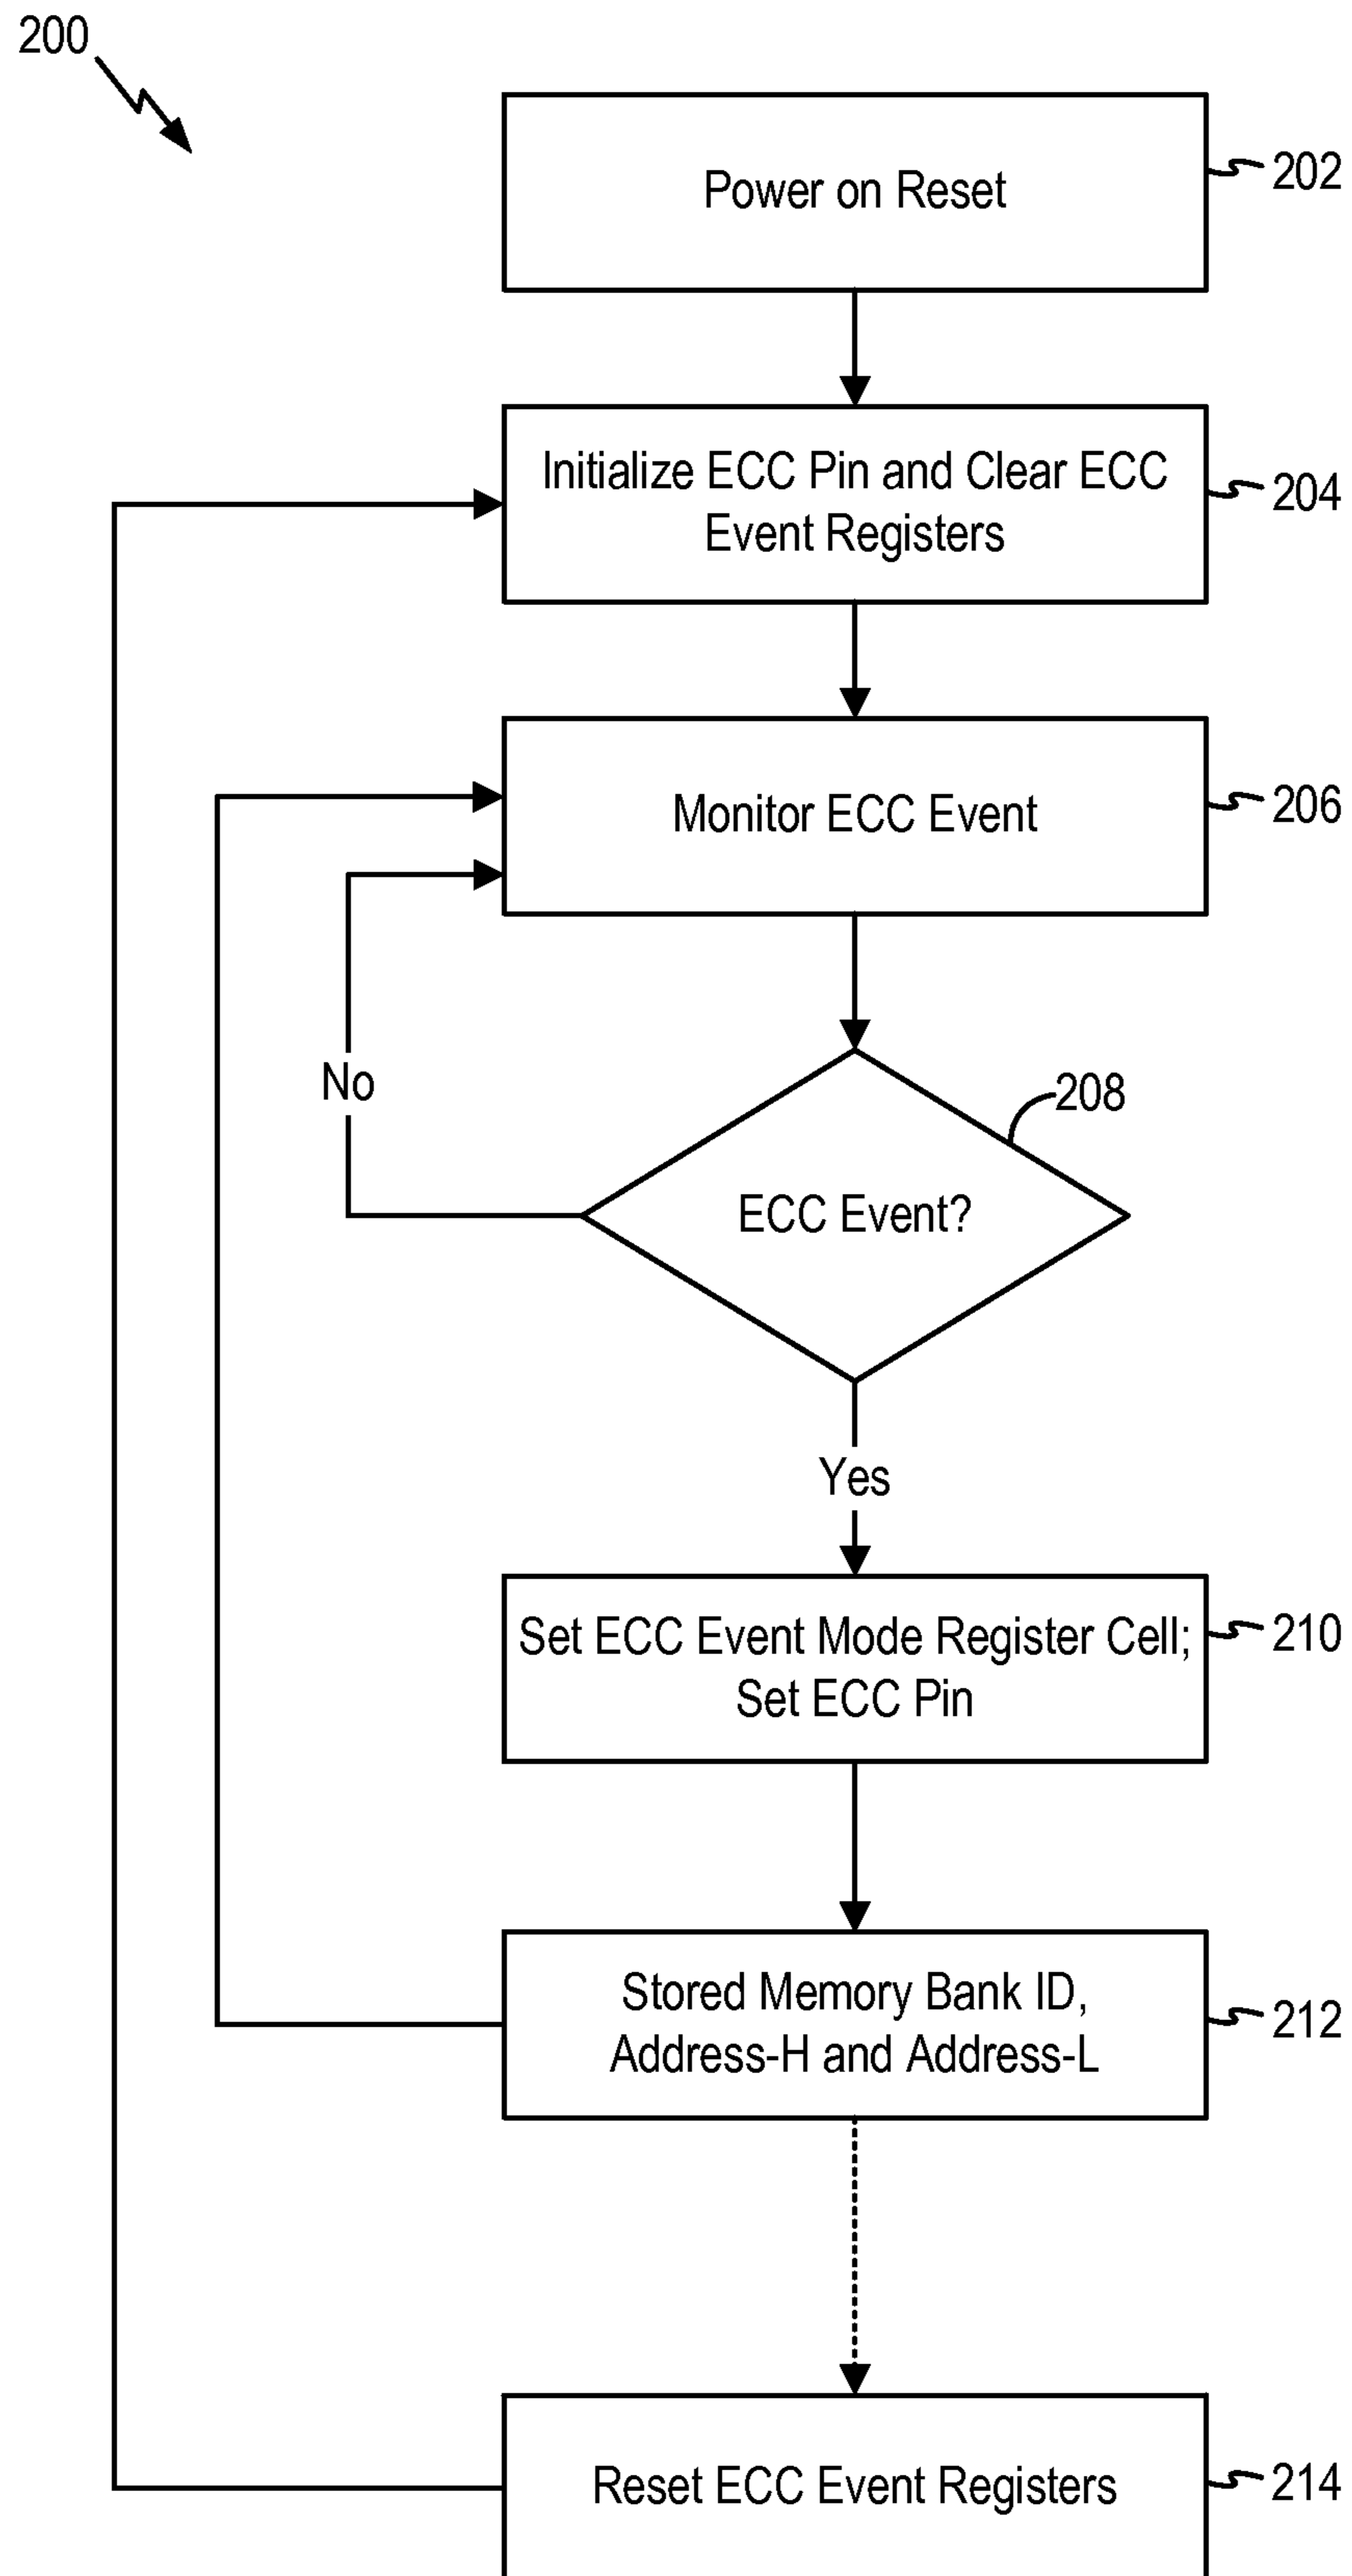 200
Power on Reset
202
Initialize ECC Pin and Clear ECC
Event Registers
204
Monitor ECC Event
206
No
208
ECC Event?
Yes
Set ECC Event Mode Register Cell;
Set ECC Pin
210
Stored Memory Bank ID,
Address-H and Address-L
212
Reset ECC Event Registers
214